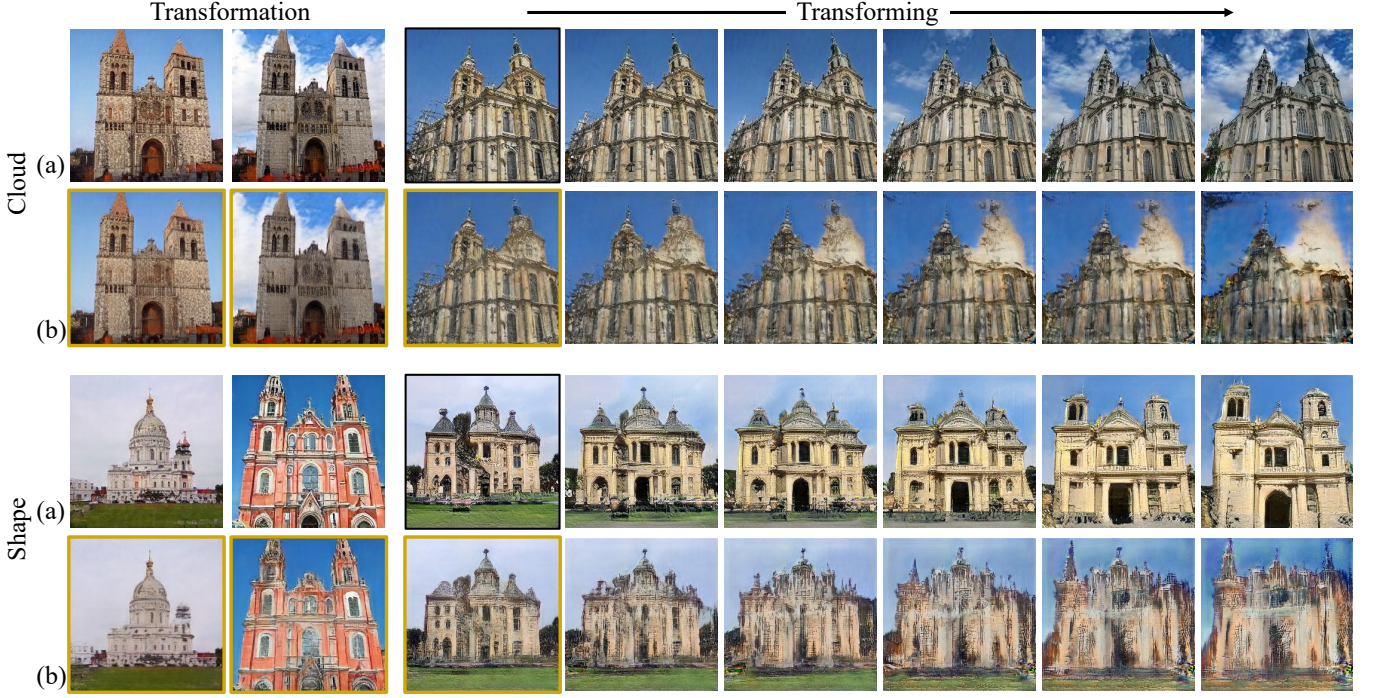 Transformation
Transforming
Cloud
(a)
(b)
Shape
(a)
(b)